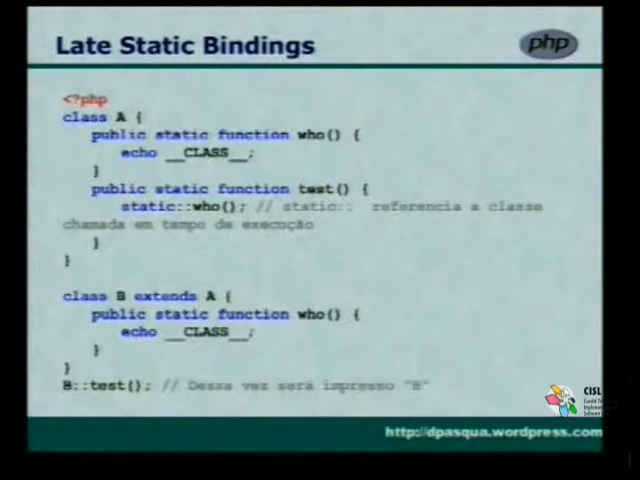 Late Static Bindings
php
<?php
class A {
public static function who() {
echo __CLASS__;
}
public static function test() {
static::who(); // static:: referencia a classe
chamada em tempo de execução
}
}
class B extends A {
public static function who() {
echo __CLASS__;
}
}
B::test(); // Dessa vez será impresso "B"
CISL
http://dpasqua.wordpress.com